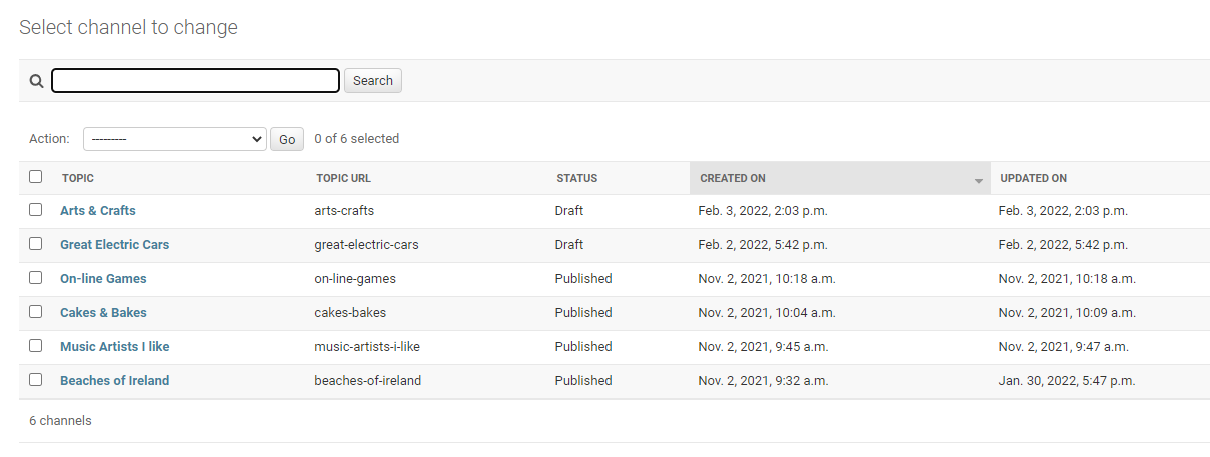 Select channel to change
Search
Action: --------- Go 0 of 6 selected
TOPIC TOPIC URL STATUS CREATED ON UPDATED ON
Arts & Crafts arts-crafts Draft Feb. 3, 2022, 2:03 p.m. Feb. 3, 2022, 2:03 p.m.
Great Electric Cars great-electric-cars Draft Feb. 2, 2022, 5:42 p.m. Feb. 2, 2022, 5:42 p.m.
On-line Games on-line-games Published Nov. 2, 2021, 10:18 a.m. Nov. 2, 2021, 10:18 a.m.
Cakes & Bakes cakes-bakes Published Nov. 2, 2021, 10:04 a.m. Nov. 2, 2021, 10:09 a.m.
Music Artists I like music-artists-i-like Published Nov. 2, 2021, 9:45 a.m. Nov. 2, 2021, 9:47 a.m.
Beaches of Ireland beaches-of-ireland Published Nov. 2, 2021, 9:32 a.m. Jan. 30, 2022, 5:47 p.m.
6 channels